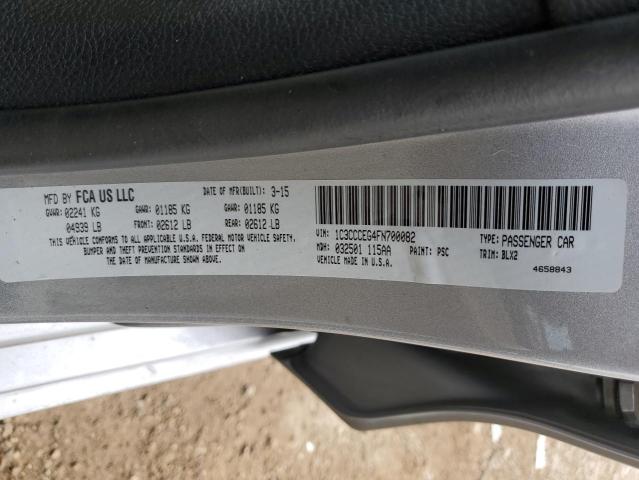 MFD BY FCA US LLC DATE OF MFR(BUILT): 3-15
GVWR: 02241 KG GAWR: 01185 KG GAWR: 01185 KG
04939 LB FRONT: 02612 LB REAR: 02612 LB
THIS VEHICLE CONFORMS TO ALL APPLICABLE U.S.A. FEDERAL MOTOR VEHICLE SAFETY,
BUMPER AND THEFT PREVENTION STANDARDS IN EFFECT ON
THE DATE OF MANUFACTURE SHOWN ABOVE.
VIN: 1C3CCCEG4FN700082 TYPE: PASSENGER CAR
MDH: 032501 115AA PAINT: PSC TRIM: BLX2
VEHICLE MADE IN U.S.A. 4658843